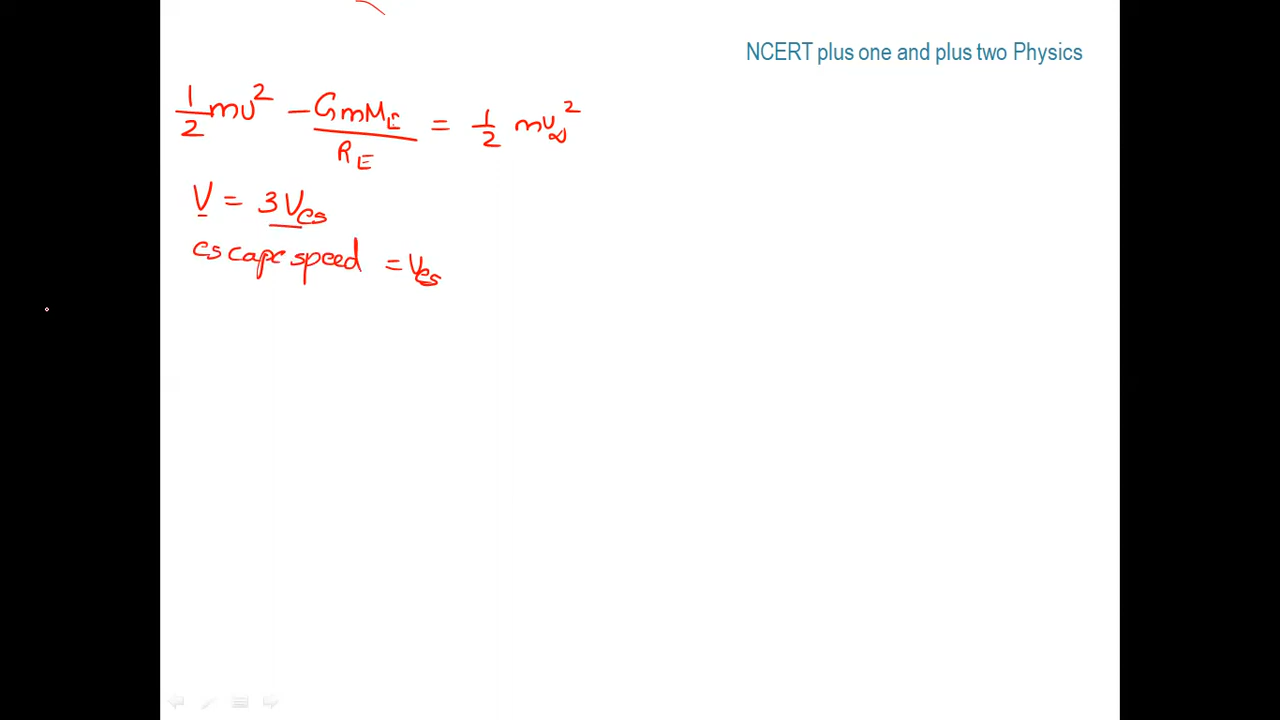 NCERT plus one and plus two Physics
1/2 mv² - GmM_E/R_E = 1/2 mv_∞²
V = 3V_es
escape speed = V_es